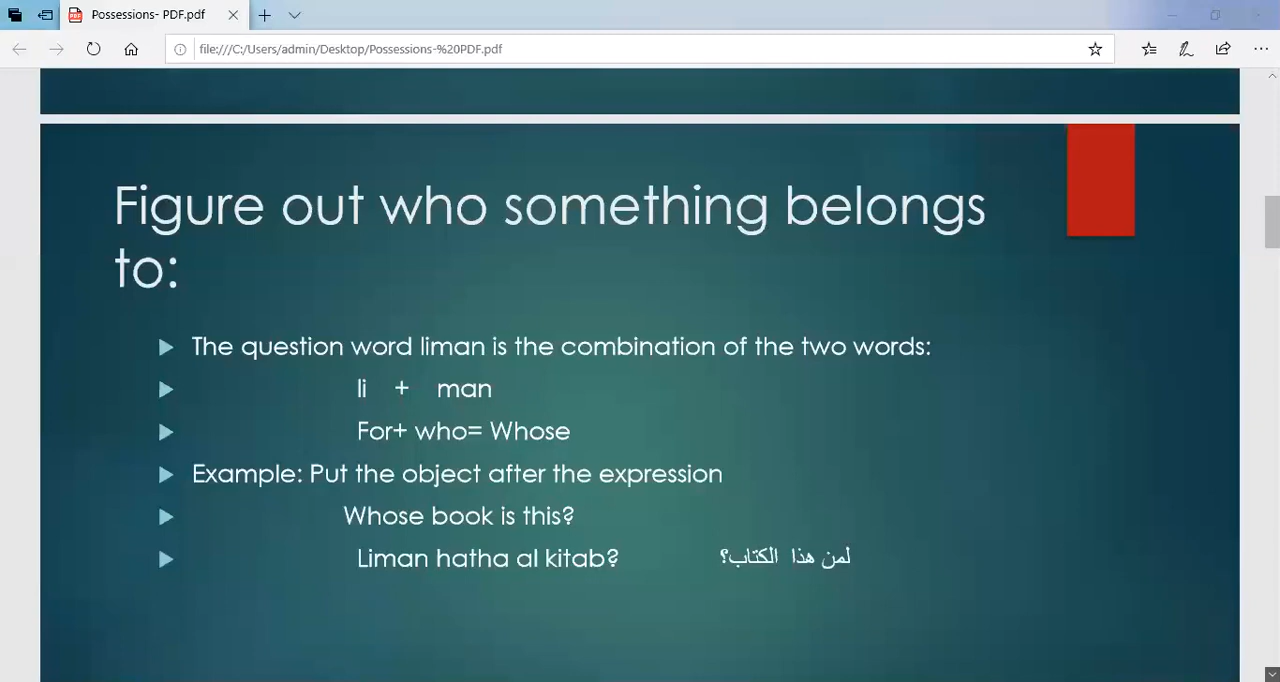 Possessions- PDF.pdf
file:///C:/Users/admin/Desktop/Possessions-%20PDF.pdf
Figure out who something belongs
to:
The question word liman is the combination of the two words:
li + man
For+ who= Whose
Example: Put the object after the expression
Whose book is this?
Liman hatha al kitab? لمن هذا الكتاب؟